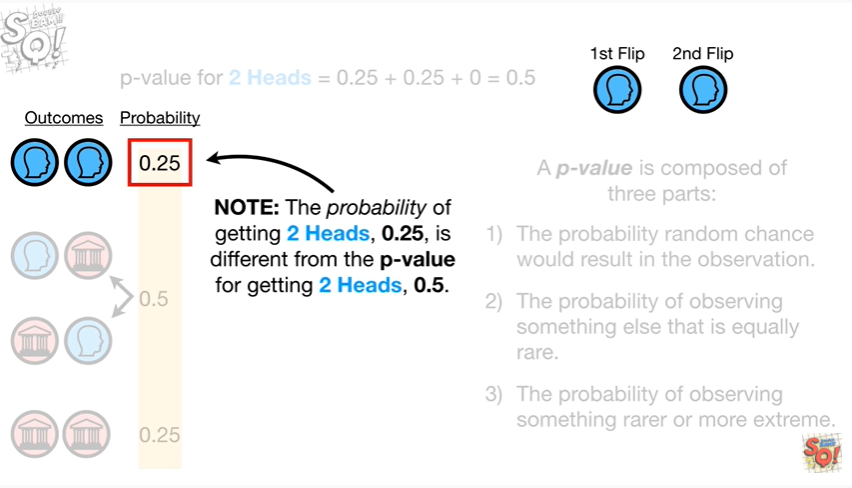 SQ!
p-value for 2 Heads = 0.25 + 0.25 + 0 = 0.5
1st Flip 2nd Flip
Outcomes Probability
0.25
0.5
0.25
NOTE: The probability of
getting 2 Heads, 0.25, is
different from the p-value
for getting 2 Heads, 0.5.
A p-value is composed of
three parts:
1) The probability random chance
would result in the observation.
2) The probability of observing
something else that is equally
rare.
3) The probability of observing
something rarer or more extreme.
SQ!